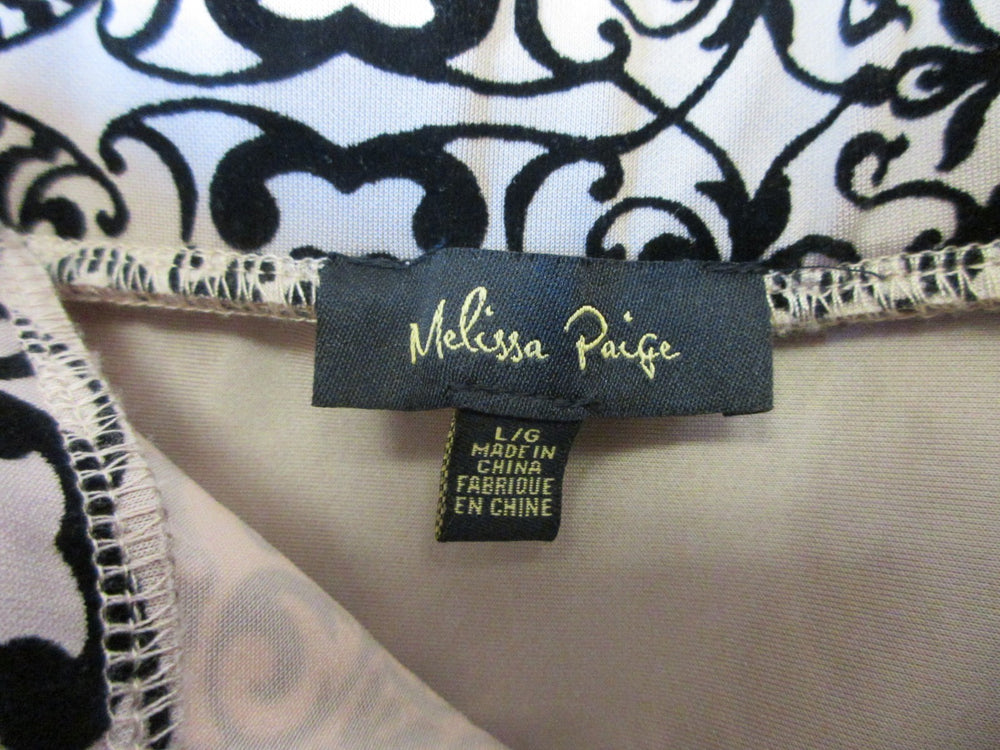 Melissa Paige
L/G
MADE IN
CHINA
FABRIQUE
EN CHINE